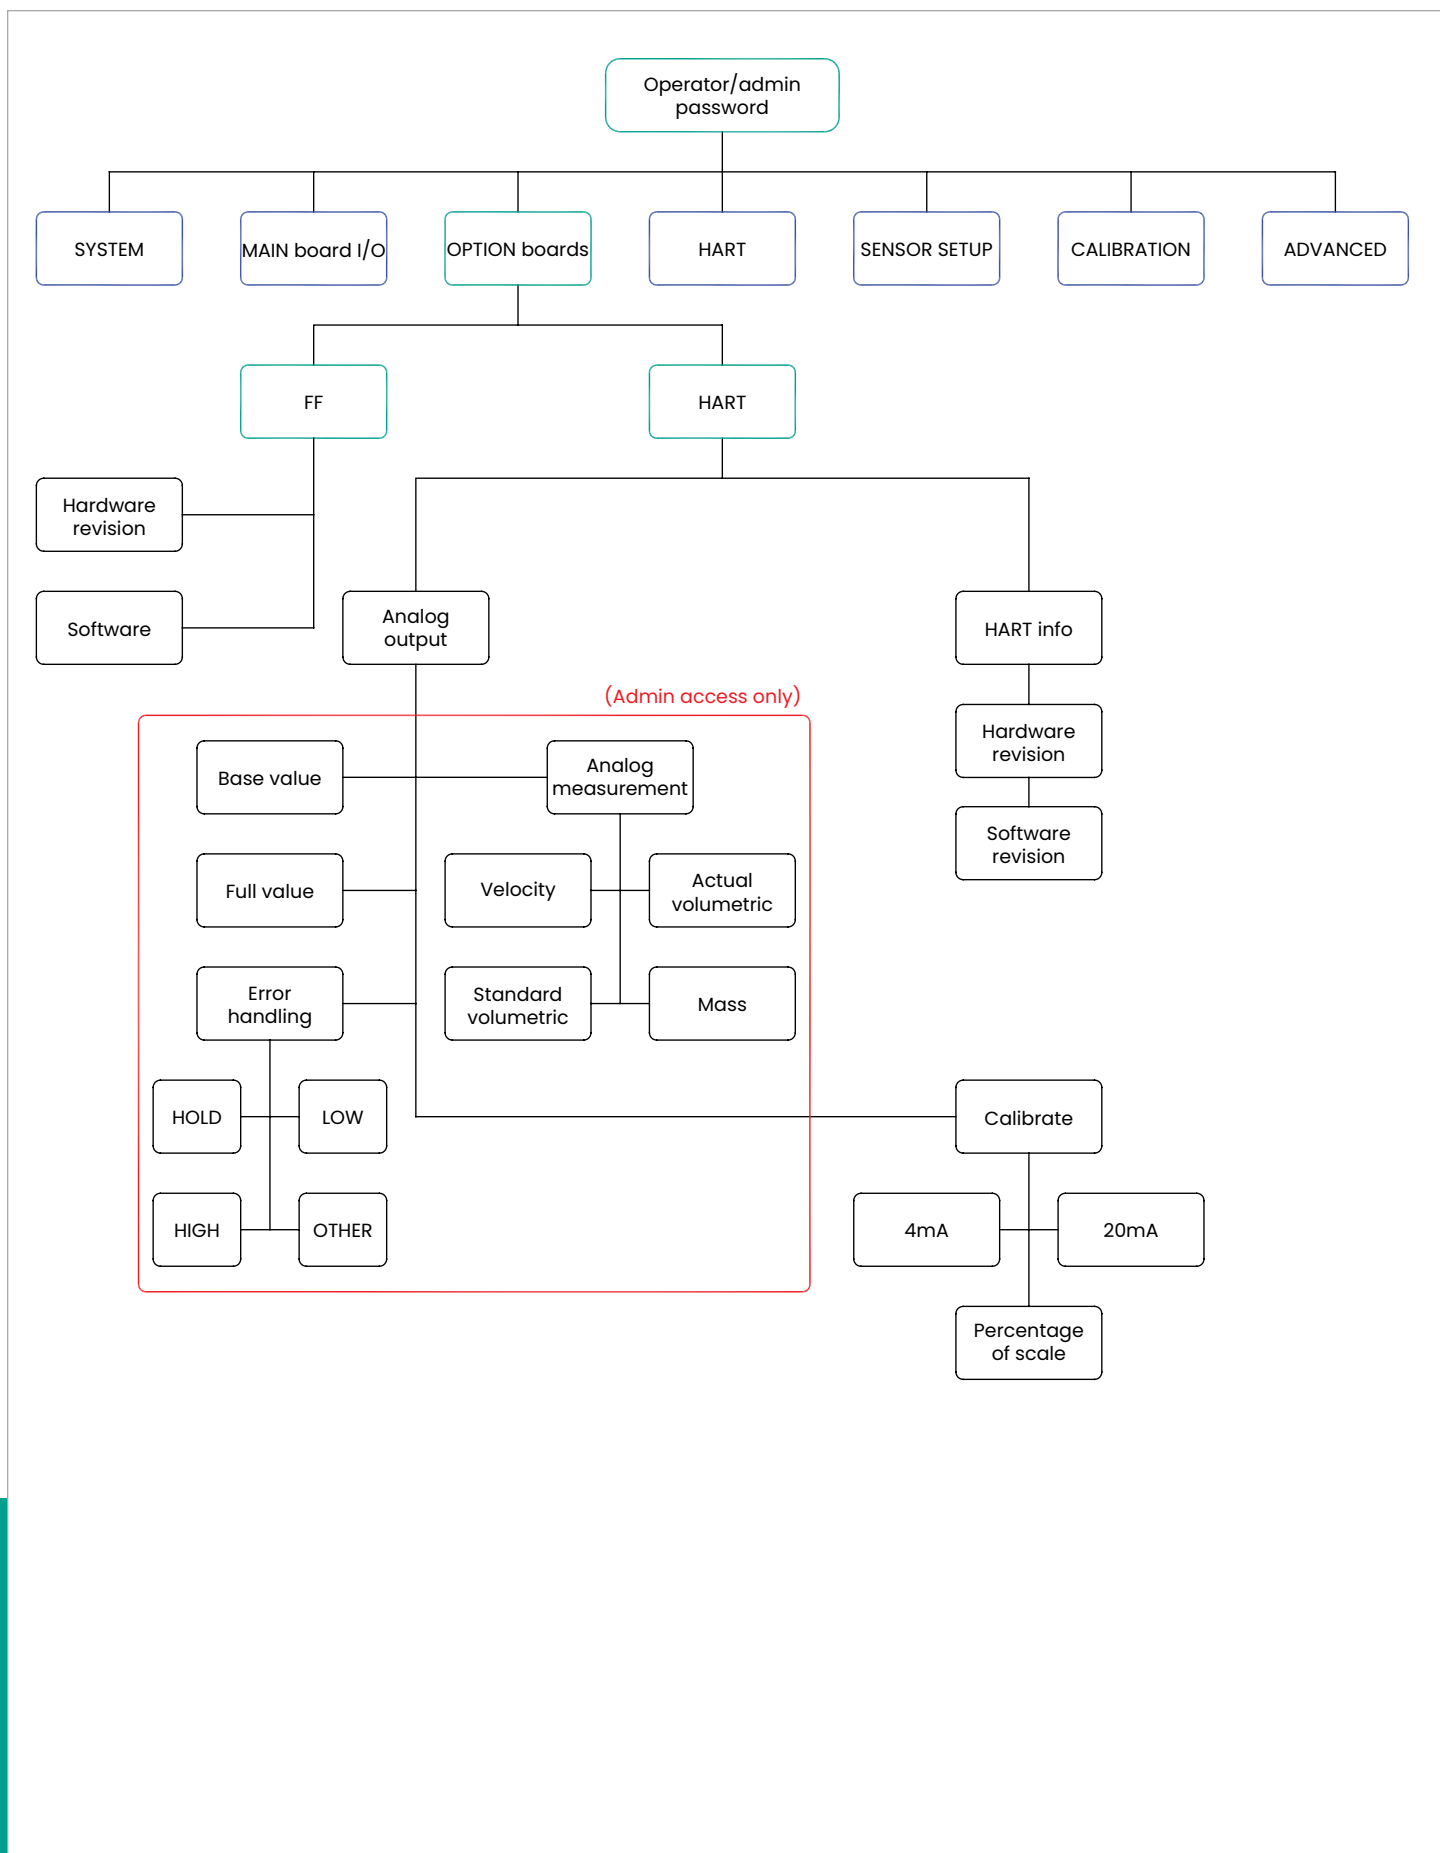 Operator/admin
password
SYSTEM
MAIN board I/O
OPTION boards
HART
SENSOR SETUP
CALIBRATION
ADVANCED
FF
HART
Hardware
revision
Software
Analog
output
HART info
(Admin access only)
Hardware
revision
Base value
Analog
measurement
Software
revision
Full value
Velocity
Actual
volumetric
Error
handling
Standard
volumetric
Mass
HOLD
LOW
Calibrate
HIGH
OTHER
4mA
20mA
Percentage
of scale